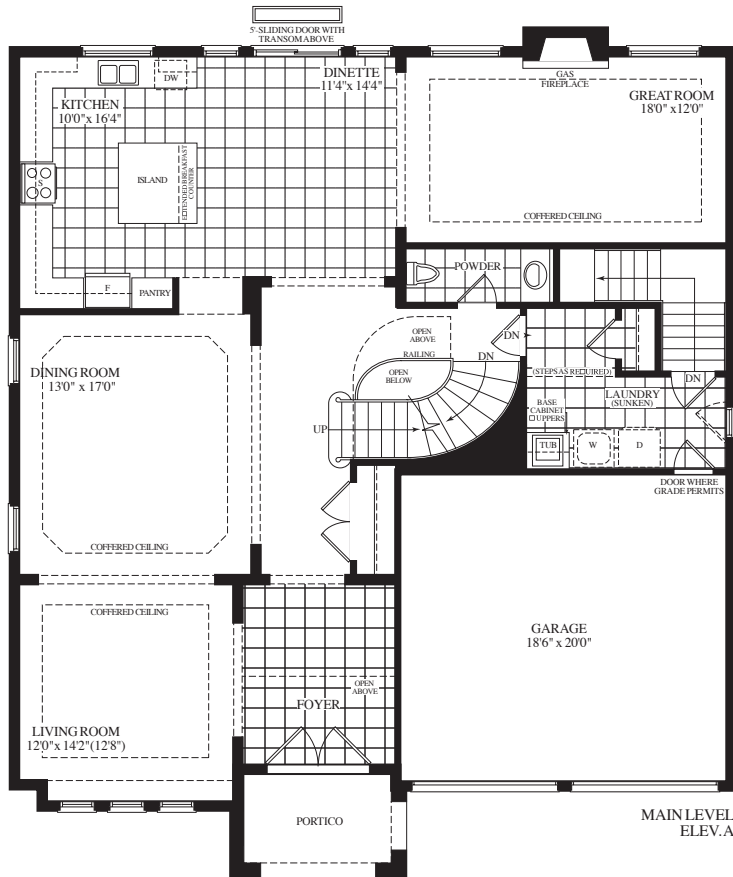 5'-SLIDING DOOR WITH
TRANSOM ABOVE
DW
DINETTE
11'4"x 14'4"
KITCHEN
10'0"x 16'4"
GAS
FIREPLACE
GREAT ROOM
18'0" x12'0"
S
ISLAND
EXTENDED BREAKFAST
COUNTER
COFFERED CEILING
F
PANTRY
POWDER
OPEN
ABOVE
DN
RAILING
DN
OPEN
BELOW
(STEPS AS REQUIRED)
DN
DINING ROOM
13'0" x 17'0"
LAUNDRY
(SUNKEN)
BASE
CABINET
UPPERS
UP
TUB
W
D
DOOR WHERE
GRADE PERMITS
COFFERED CEILING
COFFERED CEILING
GARAGE
18'6" x 20'0"
OPEN
ABOVE
FOYER
LIVING ROOM
12'0"x 14'2"(12'8")
PORTICO
MAIN LEVEL
ELEV. A